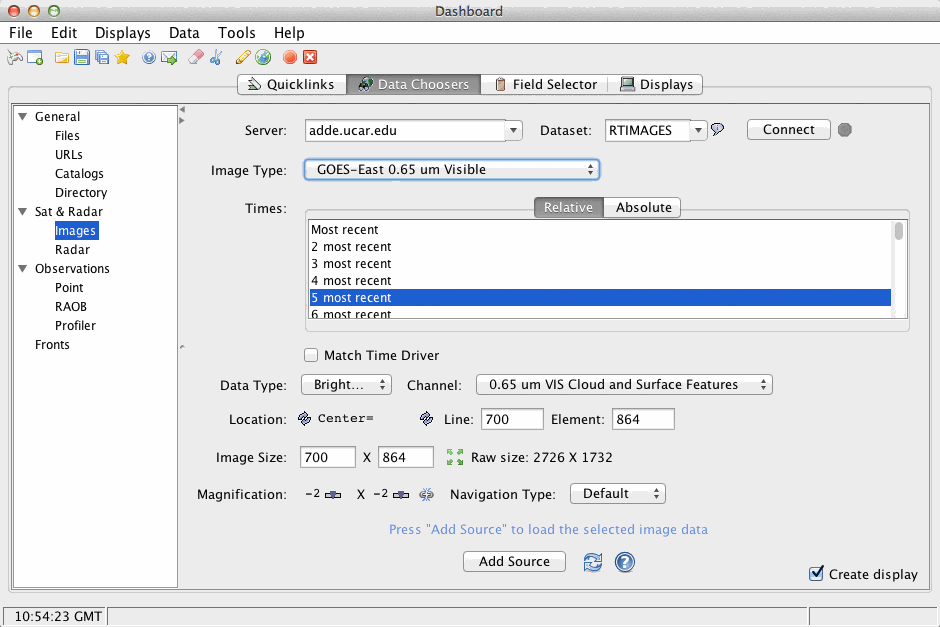 Dashboard
File Edit Displays Data Tools Help
Quicklinks Data Choosers Field Selector Displays
General
Files
URLs
Catalogs
Directory
Sat & Radar
Images
Radar
Observations
Point
RAOB
Profiler
Fronts
Server: adde.ucar.edu Dataset: RTIMAGES Connect
Image Type: GOES-East 0.65 um Visible
Times: Relative Absolute
Most recent
2 most recent
3 most recent
4 most recent
5 most recent
6 most recent
Match Time Driver
Data Type: Bright... Channel: 0.65 um VIS Cloud and Surface Features
Location: Center= Line: 700 Element: 864
Image Size: 700 X 864 Raw size: 2726 X 1732
Magnification: -2 X -2 Navigation Type: Default
Press "Add Source" to load the selected image data
Add Source
Create display
10:54:23 GMT